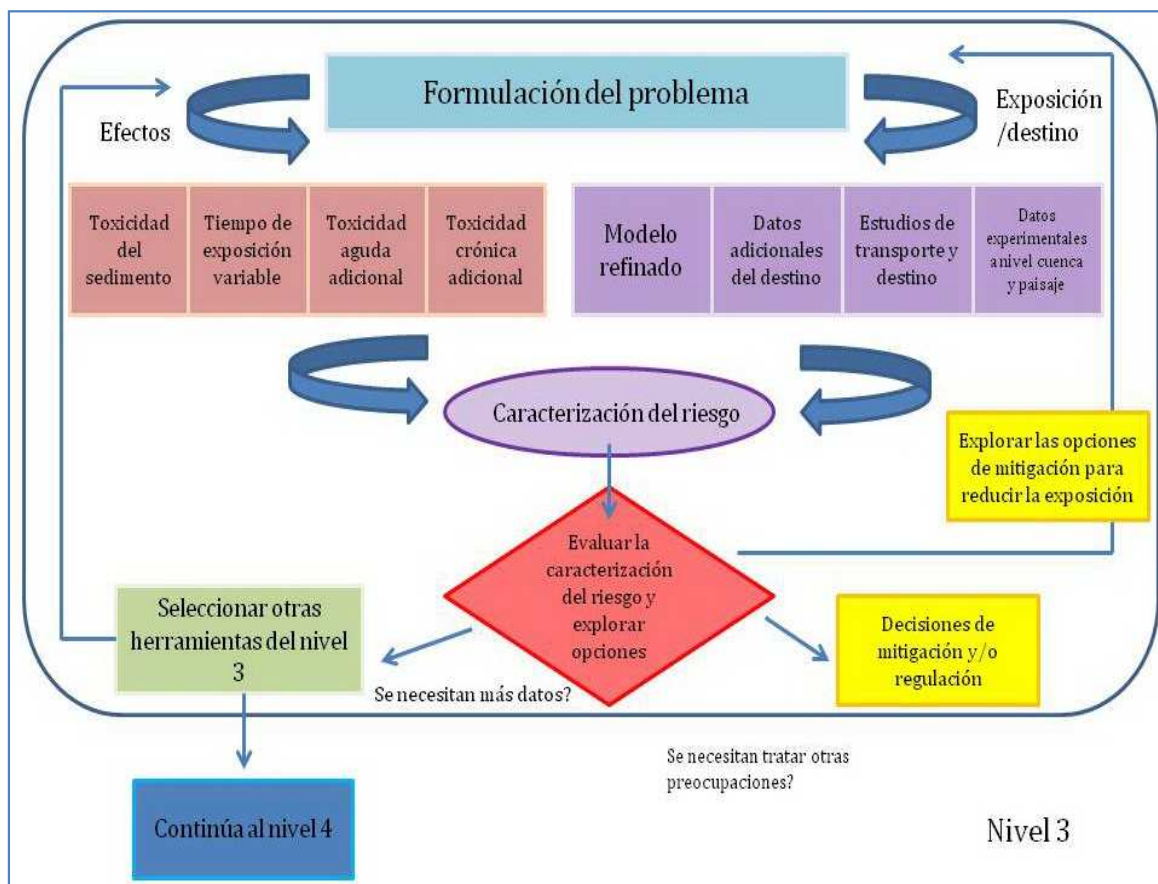 Formulación del problema
Efectos
Exposición
/destino
Toxicidad
del
sedimento
Tiempo de
exposición
variable
Toxicidad
aguda
adicional
Toxicidad
crónica
adicional
Modelo
refinado
Datos
adicionales
del destino
Estudios de
transporte y
destino
Datos
experimentales
a nivel cuenca
y paisaje
Caracterización del riesgo
Explorar las opciones
de mitigación para
reducir la exposición
Evaluar la
caracterización
del riesgo y
explorar
opciones
Seleccionar otras
herramientas del nivel
3
Decisiones de
mitigación y/o
regulación
Se necesitan más datos?
Se necesitan tratar otras
preocupaciones?
Continúa al nivel 4
Nivel 3